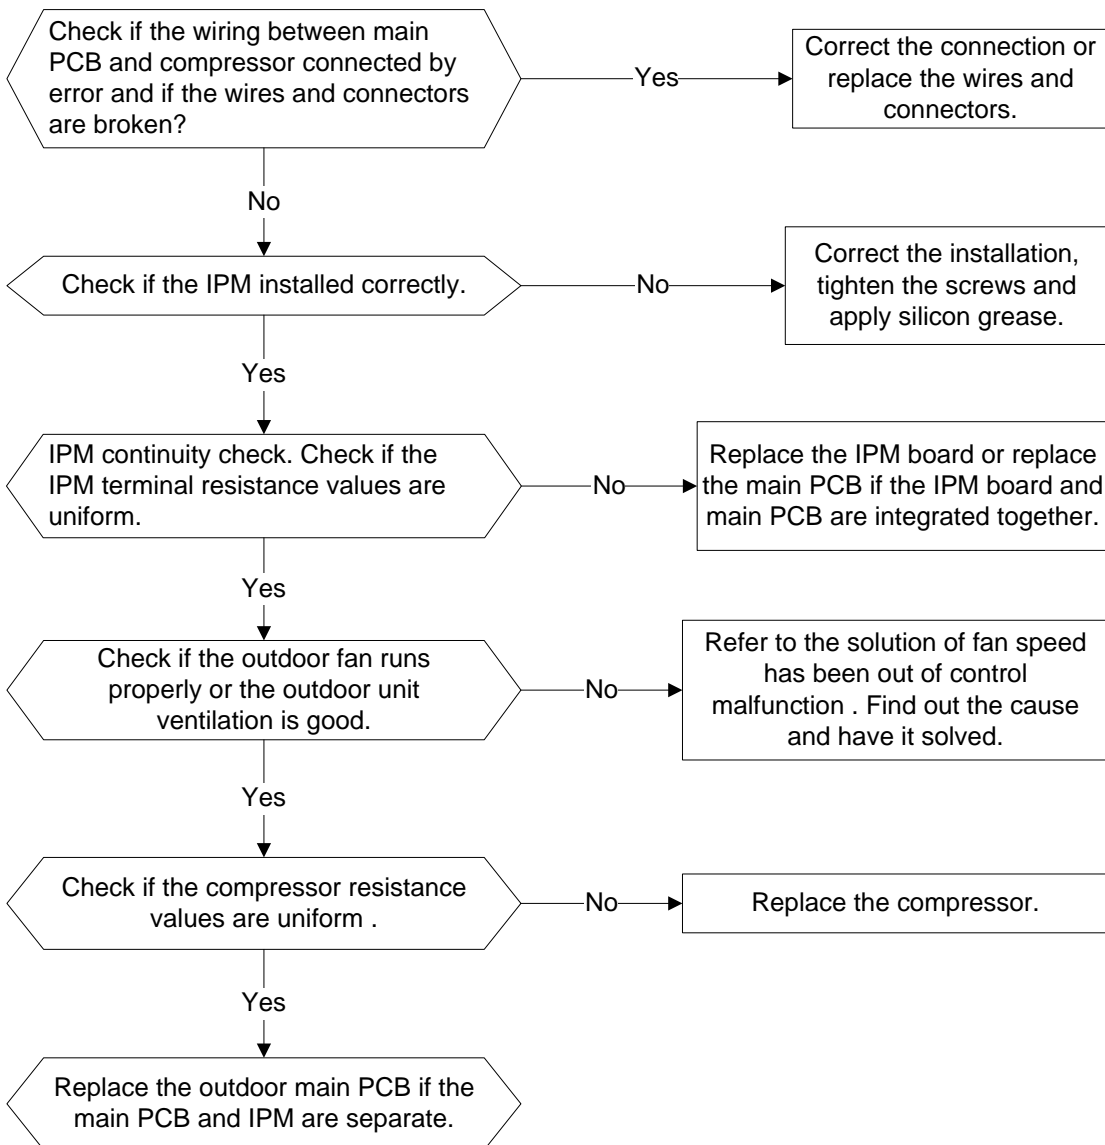 Check if the wiring between main
PCB and compressor connected by
error and if the wires and connectors
are broken?
Yes
Correct the connection or
replace the wires and
connectors.
No
Check if the IPM installed correctly.
No
Correct the installation,
tighten the screws and
apply silicon grease.
Yes
IPM continuity check. Check if the
IPM terminal resistance values are
uniform.
No
Replace the IPM board or replace
the main PCB if the IPM board and
main PCB are integrated together.
Yes
Check if the outdoor fan runs
properly or the outdoor unit
ventilation is good.
No
Refer to the solution of fan speed
has been out of control
malfunction . Find out the cause
and have it solved.
Yes
Check if the compressor resistance
values are uniform .
No
Replace the compressor.
Yes
Replace the outdoor main PCB if the
main PCB and IPM are separate.